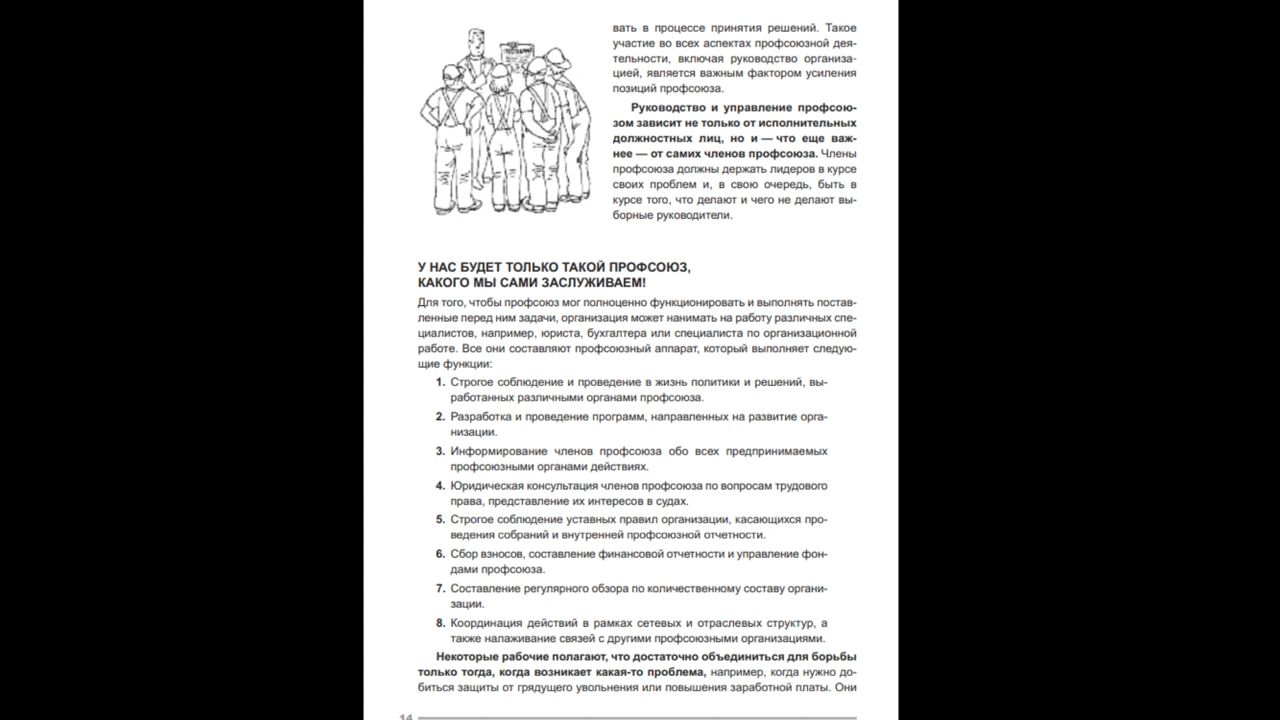 вать в процессе принятия решений. Такое
участие во всех аспектах профсоюзной дея-
тельности, включая руководство организа-
цией, является важным фактором усиления
позиций профсоюза.
Руководство и управление профсою-
зом зависит не только от исполнительных
должностных лиц, но и — что еще важ-
нее — от самих членов профсоюза. Члены
профсоюза должны держать лидеров в курсе
своих проблем и, в свою очередь, быть в
курсе того, что делают и чего не делают вы-
борные руководители.
У НАС БУДЕТ ТОЛЬКО ТАКОЙ ПРОФСОЮЗ,
КАКОГО МЫ САМИ ЗАСЛУЖИВАЕМ!
Для того, чтобы профсоюз мог полноценно функционировать и выполнять постав-
ленные перед ним задачи, организация может нанимать на работу различных спе-
циалистов, например, юриста, бухгалтера или специалиста по организационной
работе. Все они составляют профсоюзный аппарат, который выполняет следую-
щие функции:
1. Строгое соблюдение и проведение в жизнь политики и решений, вы-
работанных различными органами профсоюза.
2. Разработка и проведение программ, направленных на развитие орга-
низации.
3. Информирование членов профсоюза обо всех предпринимаемых
профсоюзными органами действиях.
4. Юридическая консультация членов профсоюза по вопросам трудового
права, представление их интересов в судах.
5. Строгое соблюдение уставных правил организации, касающихся про-
ведения собраний и внутренней профсоюзной отчетности.
6. Сбор взносов, составление финансовой отчетности и управление фон-
дами профсоюза.
7. Составление регулярного обзора по количественному составу органи-
зации.
8. Координация действий в рамках сетевых и отраслевых структур, а
также налаживание связей с другими профсоюзными организациями.
Некоторые рабочие полагают, что достаточно объединиться для борьбы
только тогда, когда возникает какая-то проблема, например, когда нужно до-
биться защиты от грядущего увольнения или повышения заработной платы. Они
14